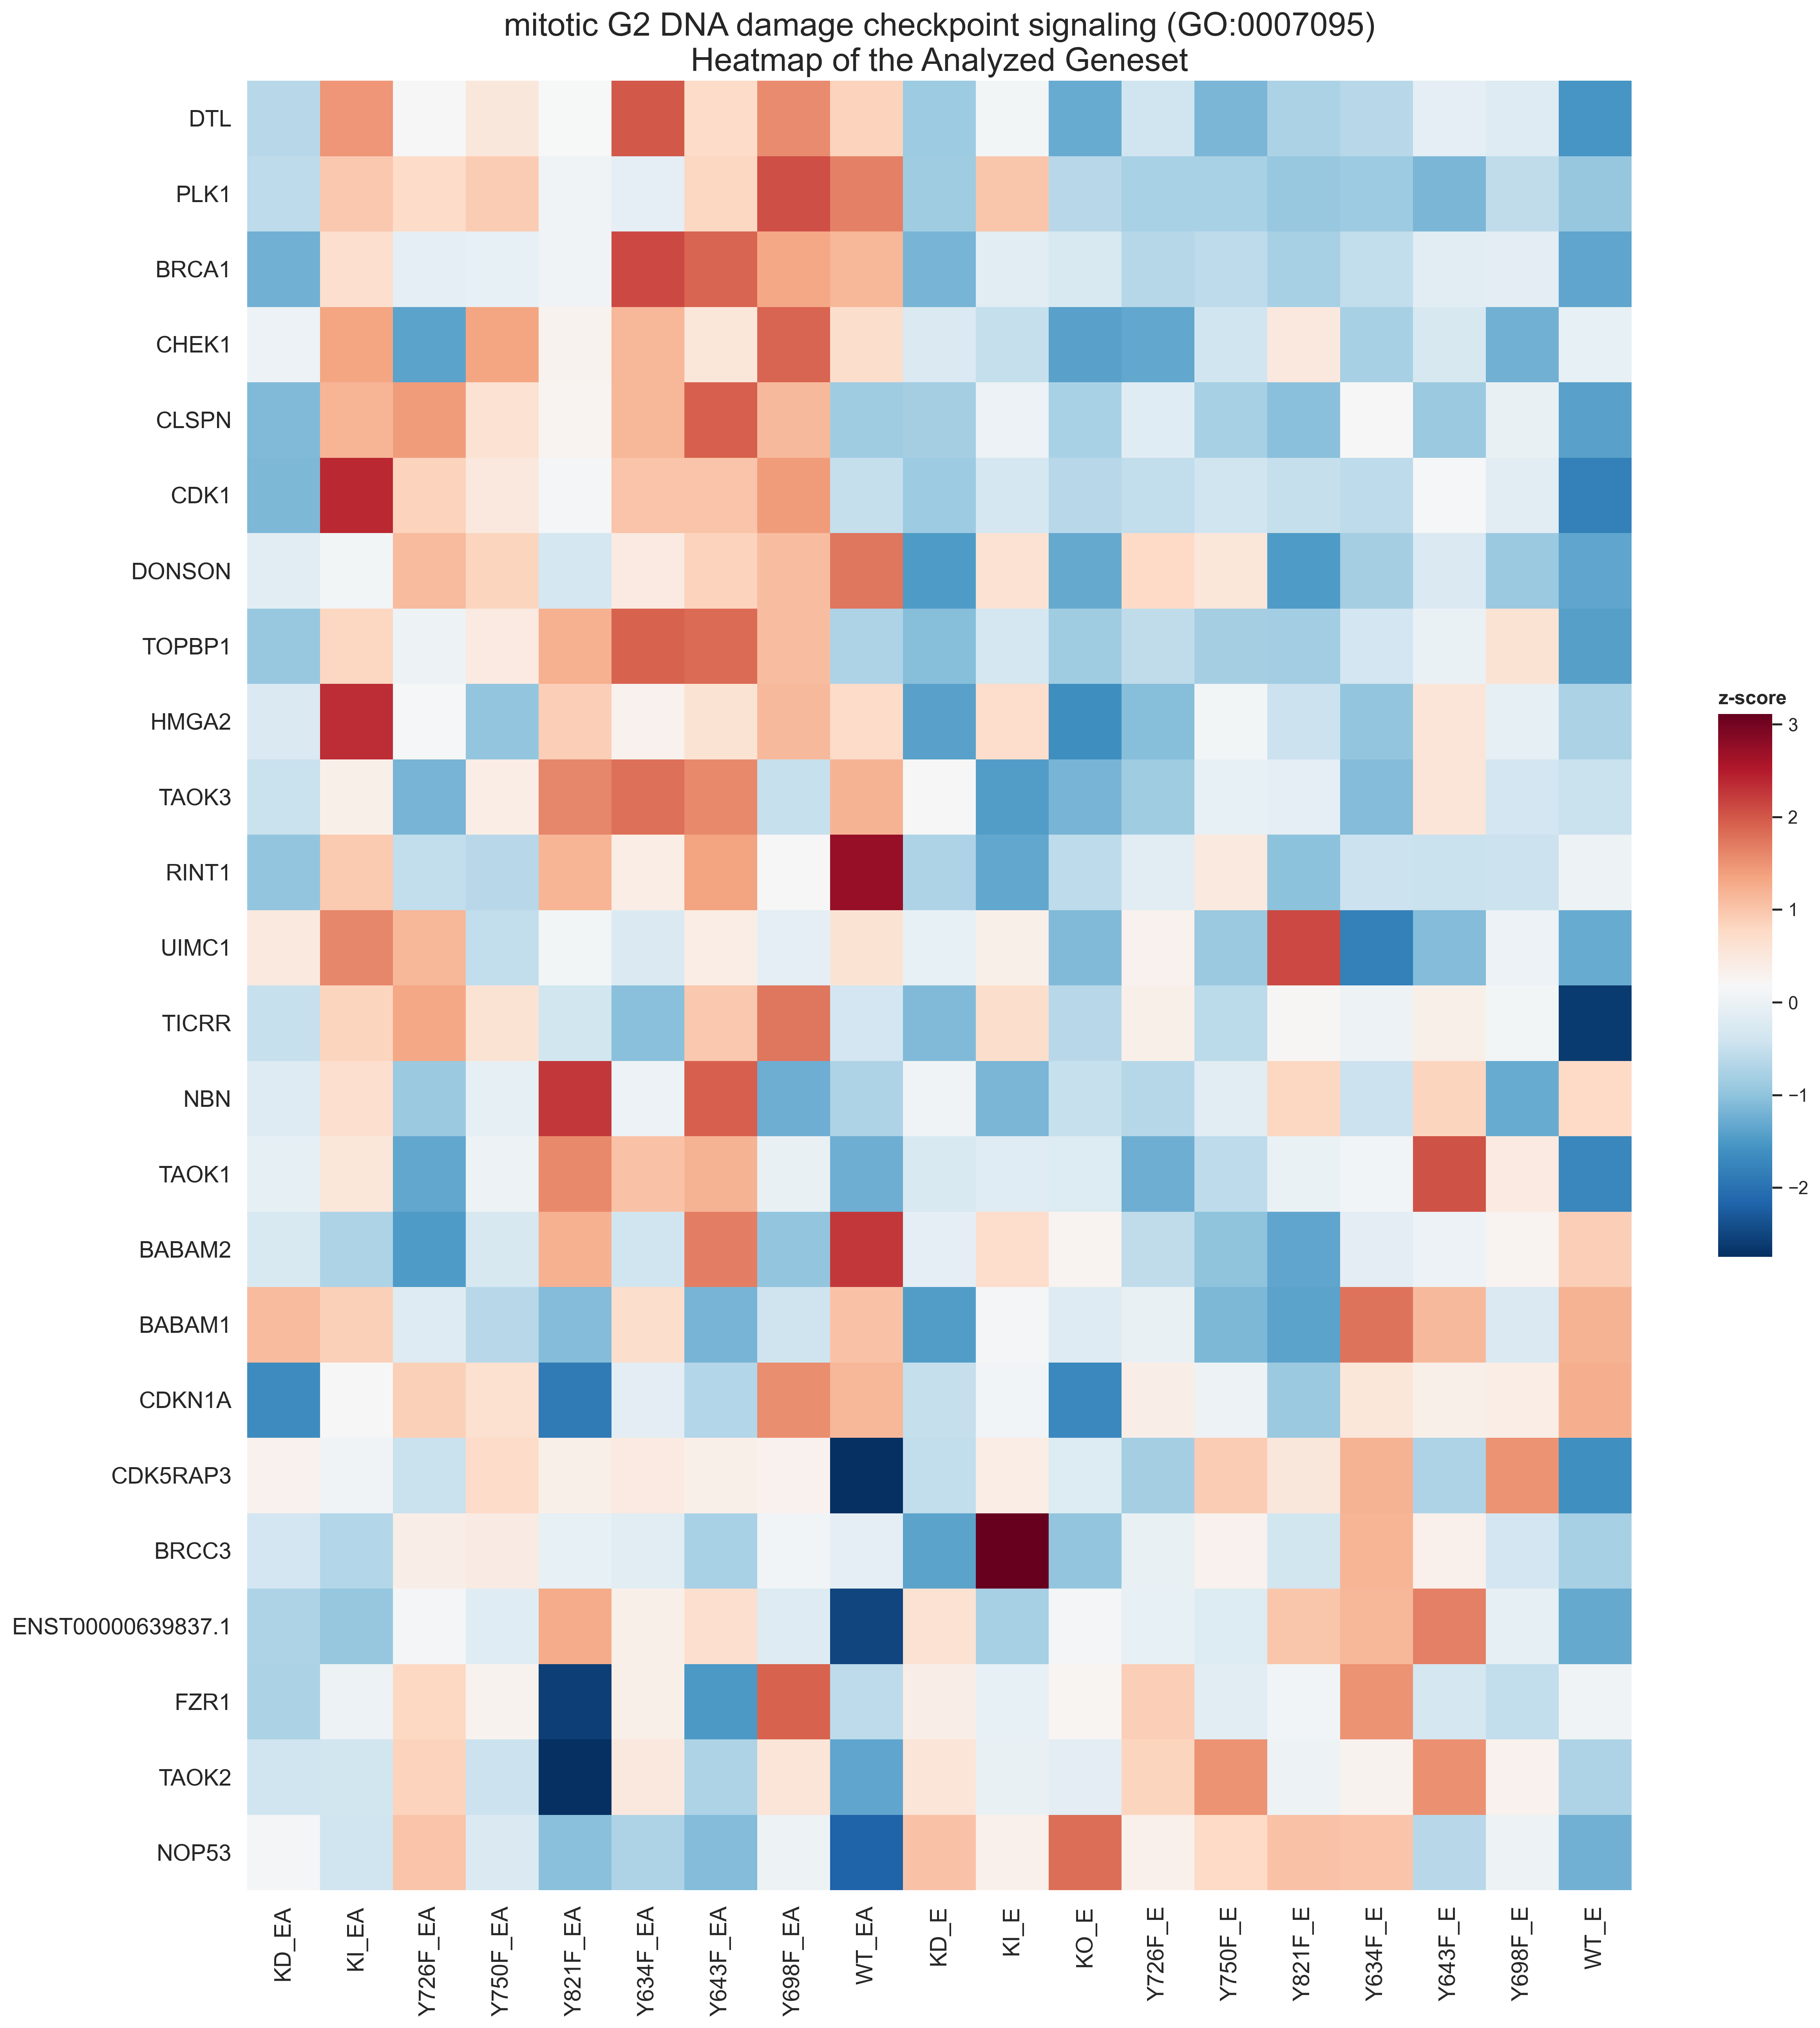 mitotic G2 DNA damage checkpoint signaling (GO:0007095)
Heatmap of the Analyzed Geneset
DTL
PLK1
BRCA1
CHEK1
CLSPN
CDK1
DONSON
TOPBP1
HMGA2
TAOK3
RINT1
UIMC1
TICRR
NBN
TAOK1
BABAM2
BABAM1
CDKN1A
CDK5RAP3
BRCC3
ENST00000639837.1
FZR1
TAOK2
NOP53
KD_EA
KI_EA
Y726F_EA
Y750F_EA
Y821F_EA
Y634F_EA
Y643F_EA
Y698F_EA
WT_EA
KD_E
KI_E
KO_E
Y726F_E
Y750F_E
Y821F_E
Y634F_E
Y643F_E
Y698F_E
WT_E
z-score
3
2
1
0
−1
−2